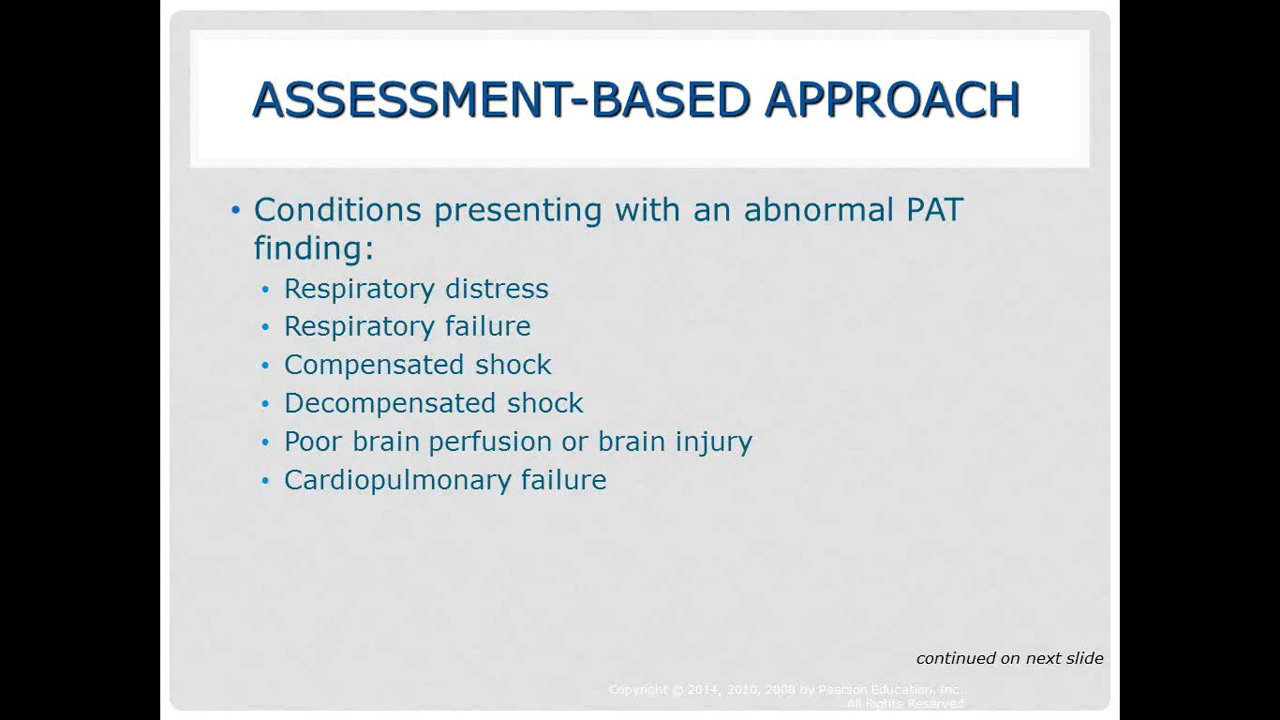 ASSESSMENT-BASED APPROACH
• Conditions presenting with an abnormal PAT
finding:
• Respiratory distress
• Respiratory failure
• Compensated shock
• Decompensated shock
• Poor brain perfusion or brain injury
• Cardiopulmonary failure
continued on next slide
Copyright © 2014, 2010, 2008 by Pearson Education, Inc.
All Rights Reserved